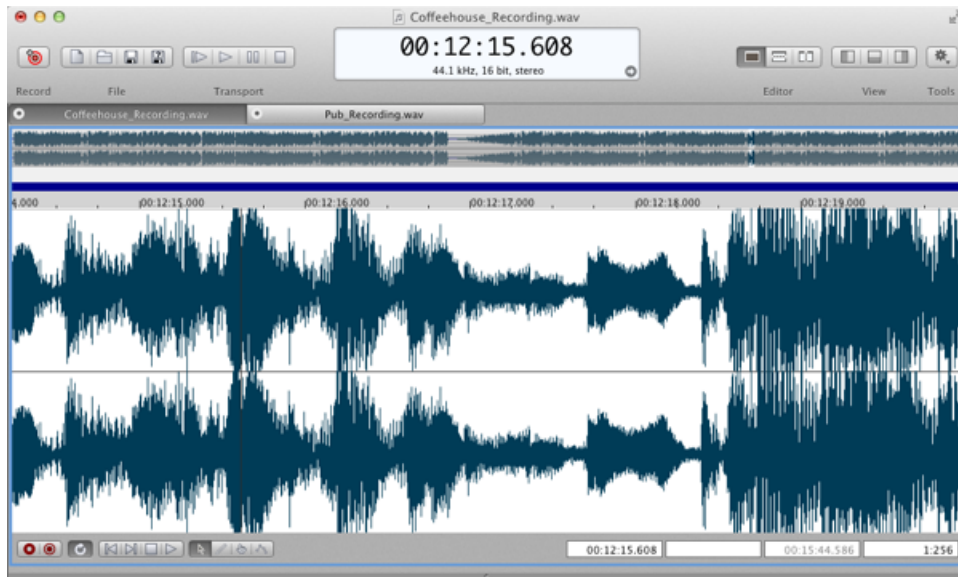 Coffeehouse_Recording.wav
00:12:15.608
44.1 kHz, 16 bit, stereo
Record File Transport Editor View Tools
Coffeehouse_Recording.wav Pub_Recording.wav
4.000 00:12:15.000 00:12:16.000 00:12:17.000 00:12:18.000 00:12:19.000
00:12:15.608 00:15:44.586 1:256